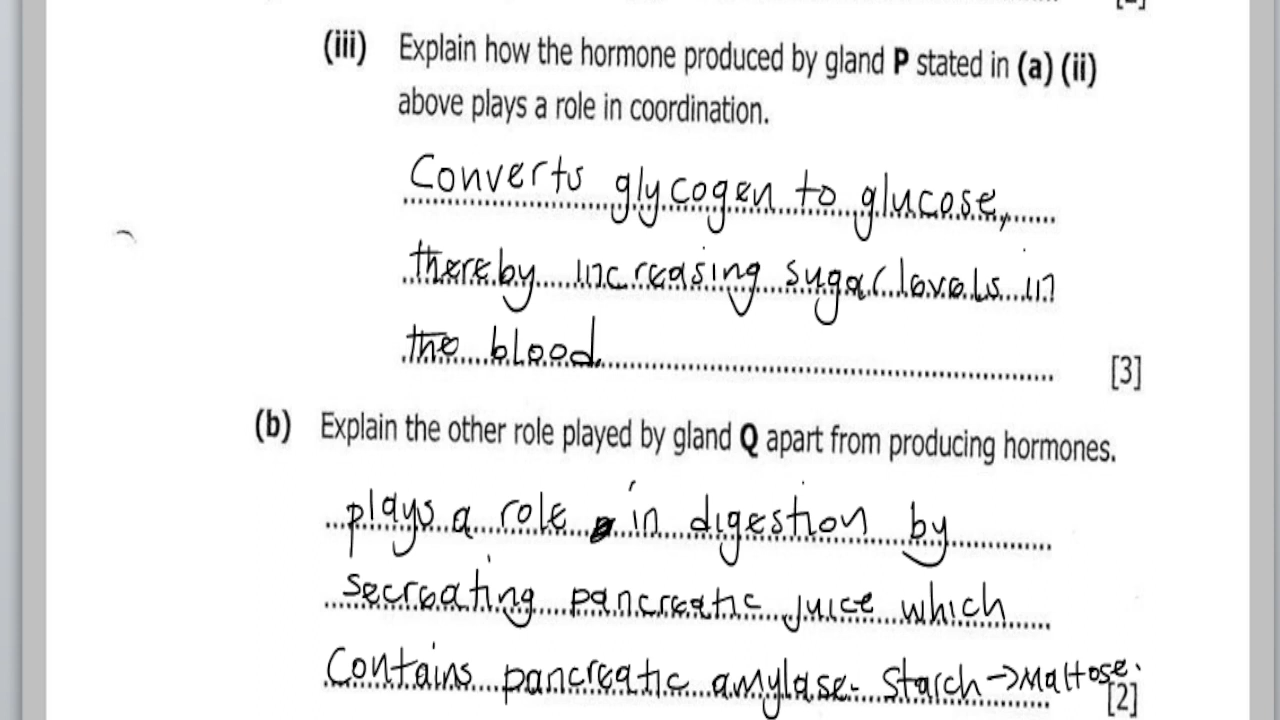 (iii) Explain how the hormone produced by gland P stated in (a) (ii)
above plays a role in coordination.
Converts glycogen to glucose,
thereby increasing sugar levels in
the blood.
[3]
(b) Explain the other role played by gland Q apart from producing hormones.
plays a role in digestion by
secreating pancreatic juice which
Contains pancreatic amylase. Starch → Maltose.
[2]